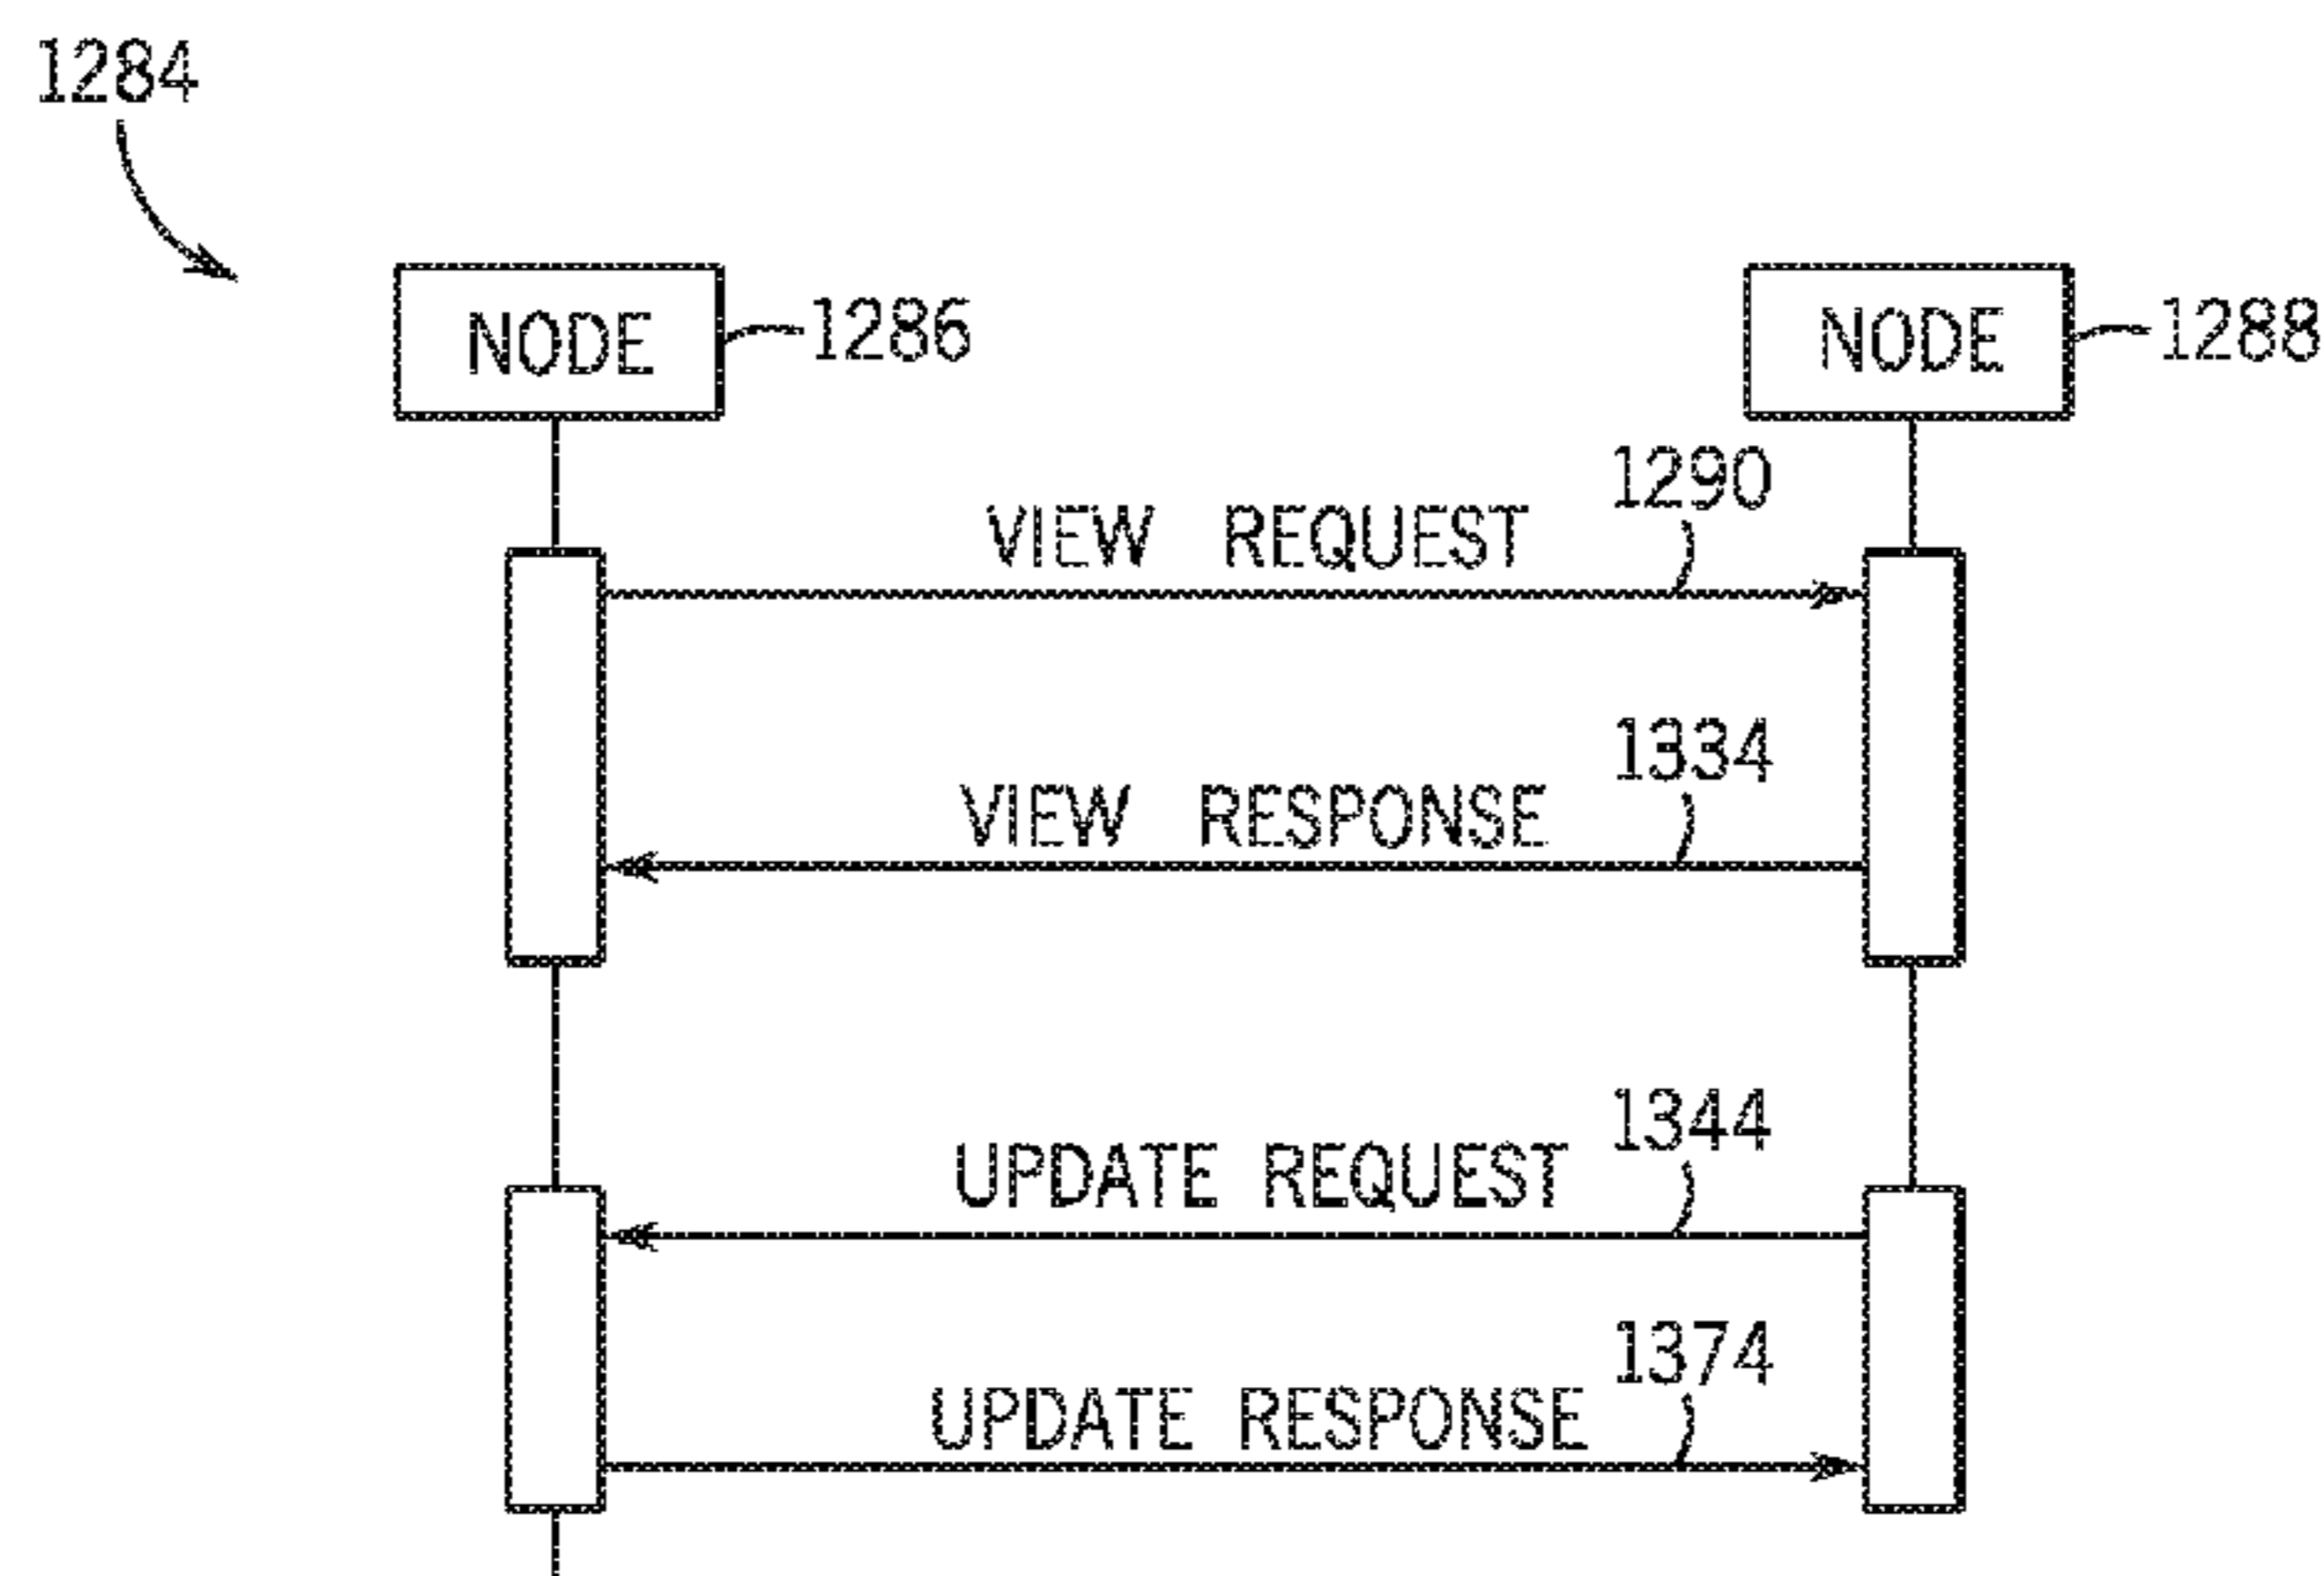 1284
NODE
1286
NODE
1288
1290
VIEW REQUEST
1334
VIEW RESPONSE
1344
UPDATE REQUEST
1374
UPDATE RESPONSE